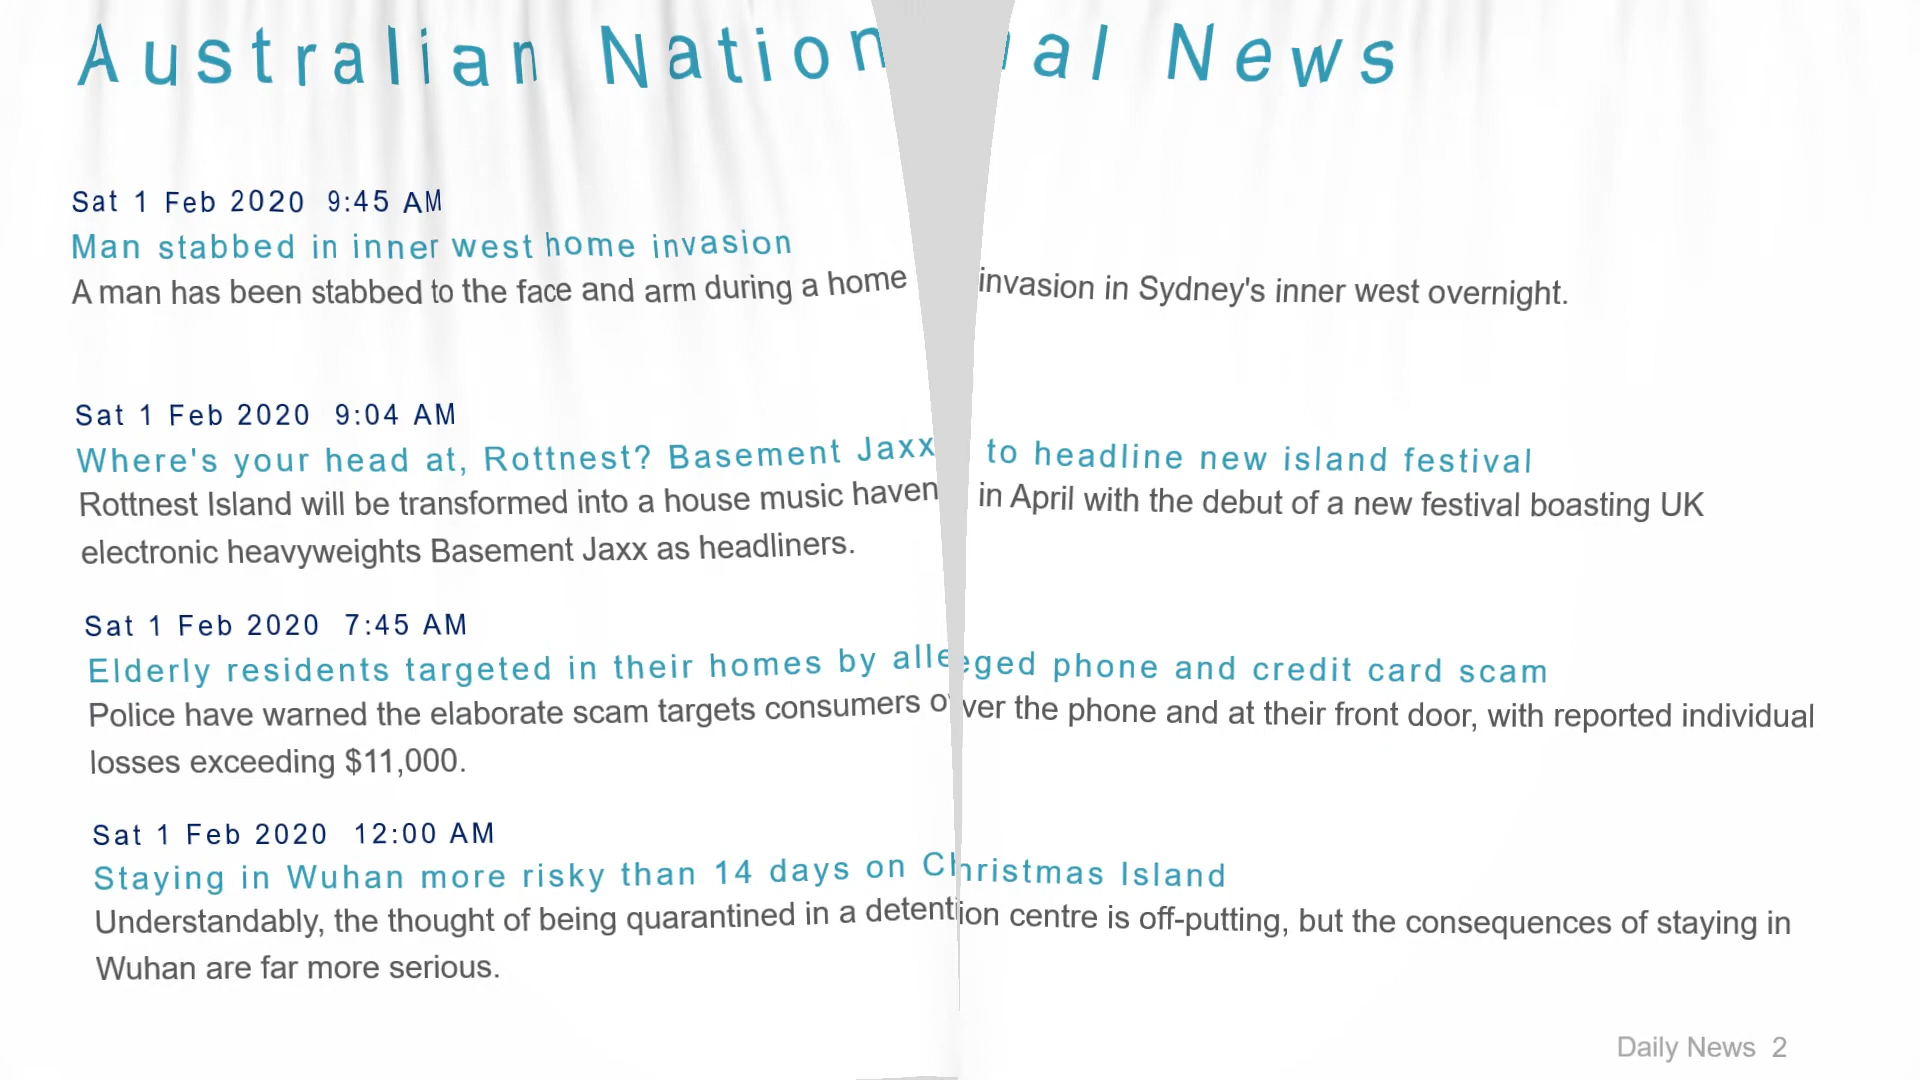 Australian National News
Sat 1 Feb 2020 9:45 AM
Man stabbed in inner west home invasion
A man has been stabbed to the face and arm during a home invasion in Sydney's inner west overnight.
Sat 1 Feb 2020 9:04 AM
Where's your head at, Rottnest? Basement Jaxx to headline new island festival
Rottnest Island will be transformed into a house music haven in April with the debut of a new festival boasting UK
electronic heavyweights Basement Jaxx as headliners.
Sat 1 Feb 2020 7:45 AM
Elderly residents targeted in their homes by alleged phone and credit card scam
Police have warned the elaborate scam targets consumers over the phone and at their front door, with reported individual
losses exceeding $11,000.
Sat 1 Feb 2020 12:00 AM
Staying in Wuhan more risky than 14 days on Christmas Island
Understandably, the thought of being quarantined in a detention centre is off-putting, but the consequences of staying in
Wuhan are far more serious.
Daily News 2